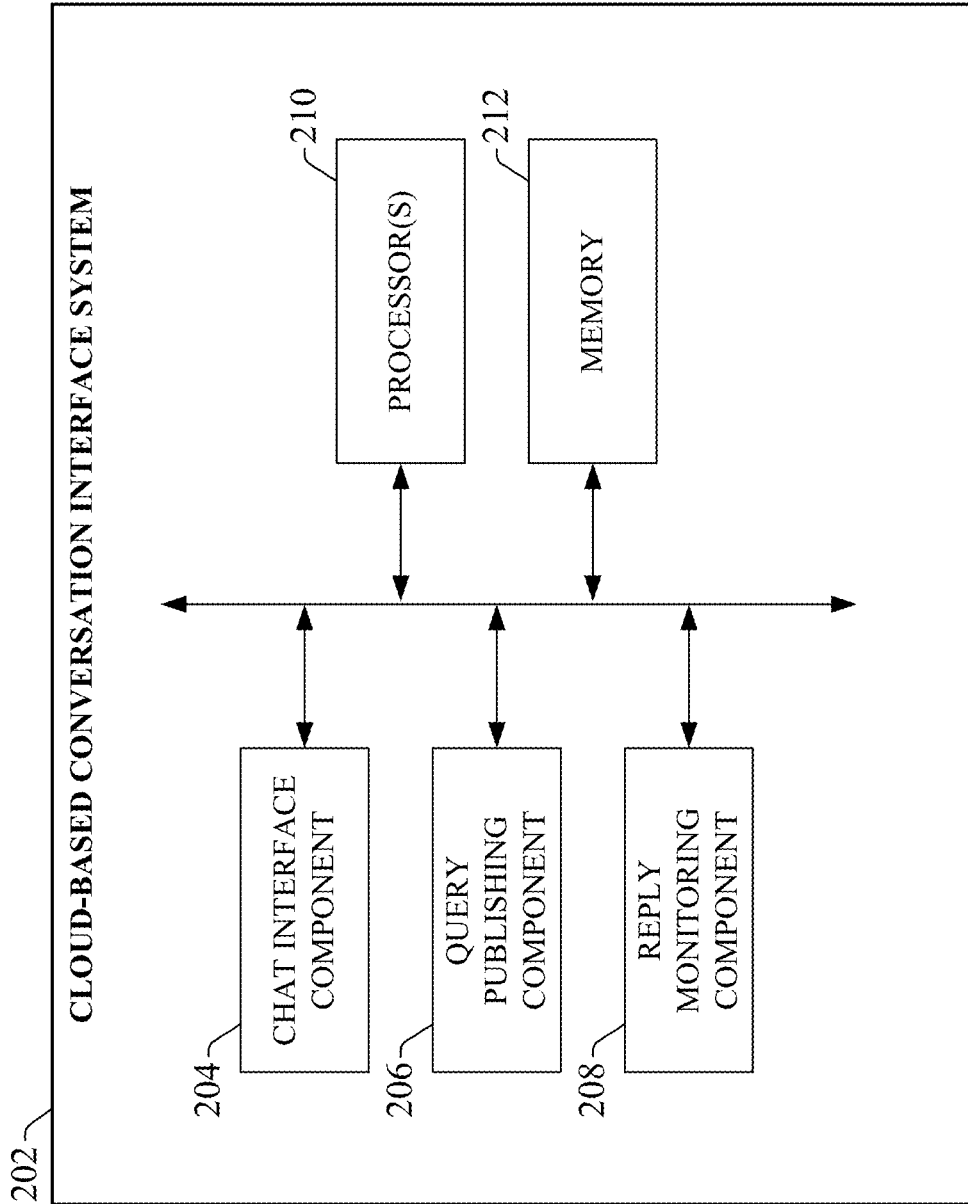 202
CLOUD-BASED CONVERSATION INTERFACE SYSTEM
204
CHAT INTERFACE
COMPONENT
206
QUERY
PUBLISHING
COMPONENT
208
REPLY
MONITORING
COMPONENT
210
PROCESSOR(S)
212
MEMORY